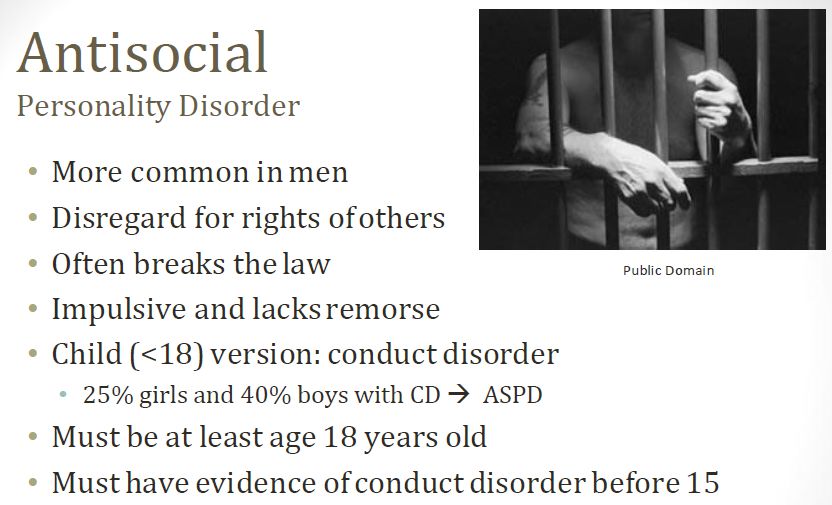 Antisocial
Personality Disorder
• More common in men
• Disregard for rights of others
• Often breaks the law
• Impulsive and lacks remorse
• Child (<18) version: conduct disorder
• 25% girls and 40% boys with CD → ASPD
• Must be at least age 18 years old
• Must have evidence of conduct disorder before 15
Public Domain